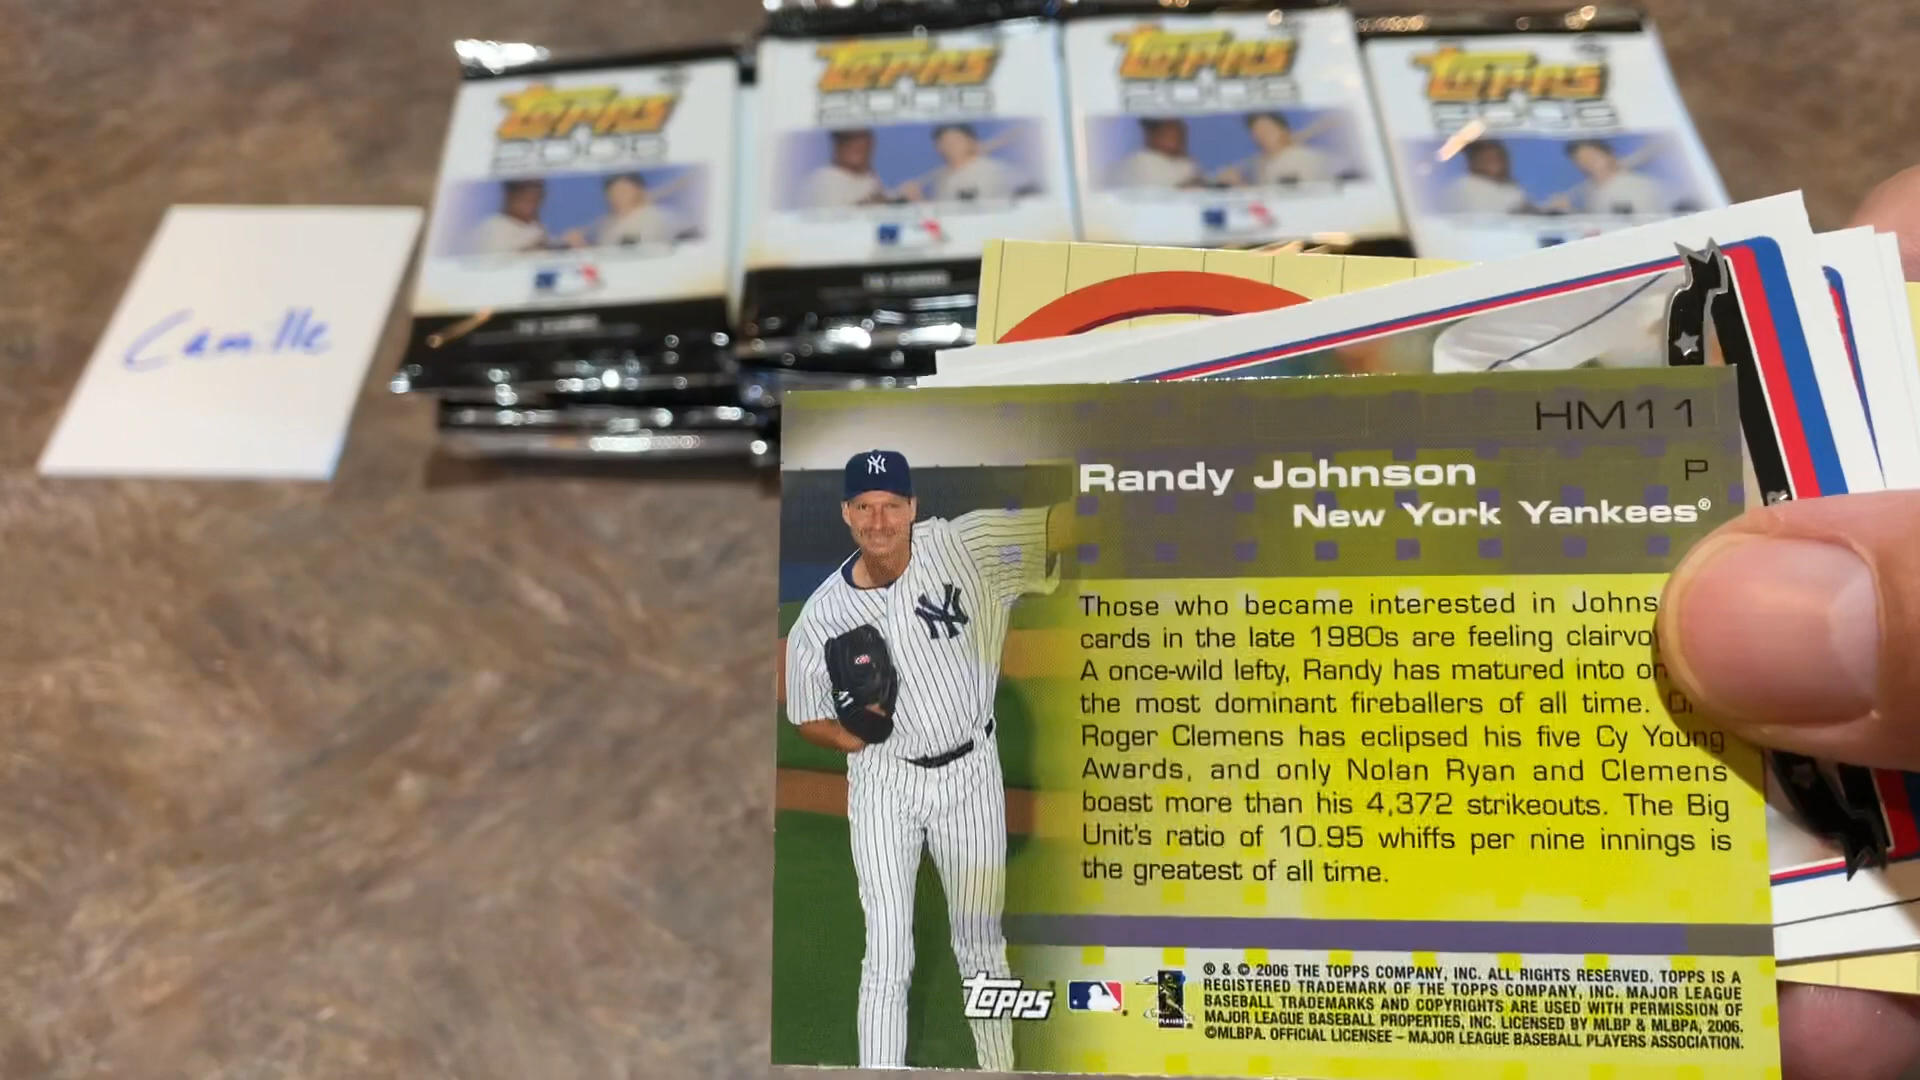 Topps
2006
Topps
2006
Topps
2006
Topps
2006
Camille
HM11
Randy Johnson
P
New York Yankees®
Those who became interested in Johns
cards in the late 1980s are feeling clairvo
A once-wild lefty, Randy has matured into on
the most dominant fireballers of all time.
Roger Clemens has eclipsed his five Cy Young
Awards, and only Nolan Ryan and Clemens
boast more than his 4,372 strikeouts. The Big
Unit's ratio of 10.95 whiffs per nine innings is
the greatest of all time.
Topps
® & © 2006 THE TOPPS COMPANY, INC. ALL RIGHTS RESERVED. TOPPS IS A
REGISTERED TRADEMARK OF THE TOPPS COMPANY, INC. MAJOR LEAGUE
BASEBALL TRADEMARKS AND COPYRIGHTS ARE USED WITH PERMISSION OF
MAJOR LEAGUE BASEBALL PROPERTIES, INC. LICENSED BY MLBP & MLBPA, 2006.
©MLBPA. OFFICIAL LICENSEE – MAJOR LEAGUE BASEBALL PLAYERS ASSOCIATION.